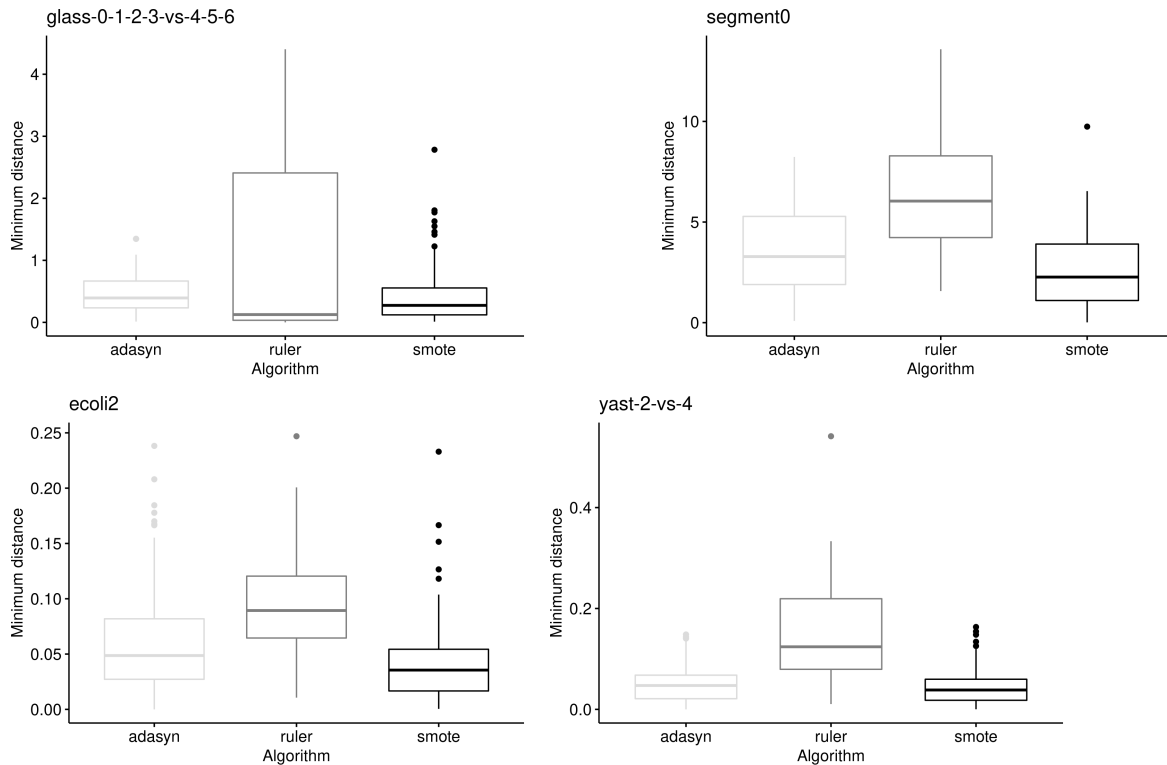 glass-0-1-2-3-vs-4-5-6
Minimum distance
4
3
2
1
0
adasyn ruler smote
Algorithm
segment0
Minimum distance
10
5
0
adasyn ruler smote
Algorithm
ecoli2
Minimum distance
0.25
0.20
0.15
0.10
0.05
0.00
adasyn ruler smote
Algorithm
yast-2-vs-4
Minimum distance
0.4
0.2
0.0
adasyn ruler smote
Algorithm